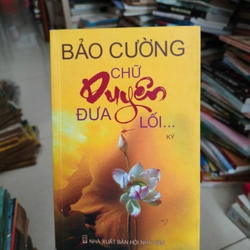 BẢO CƯỜNG
CHỮ
Duyên
ĐƯA
LỐI...
KÝ
NHÀ XUẤT BẢN HỘI NHÀ VĂN